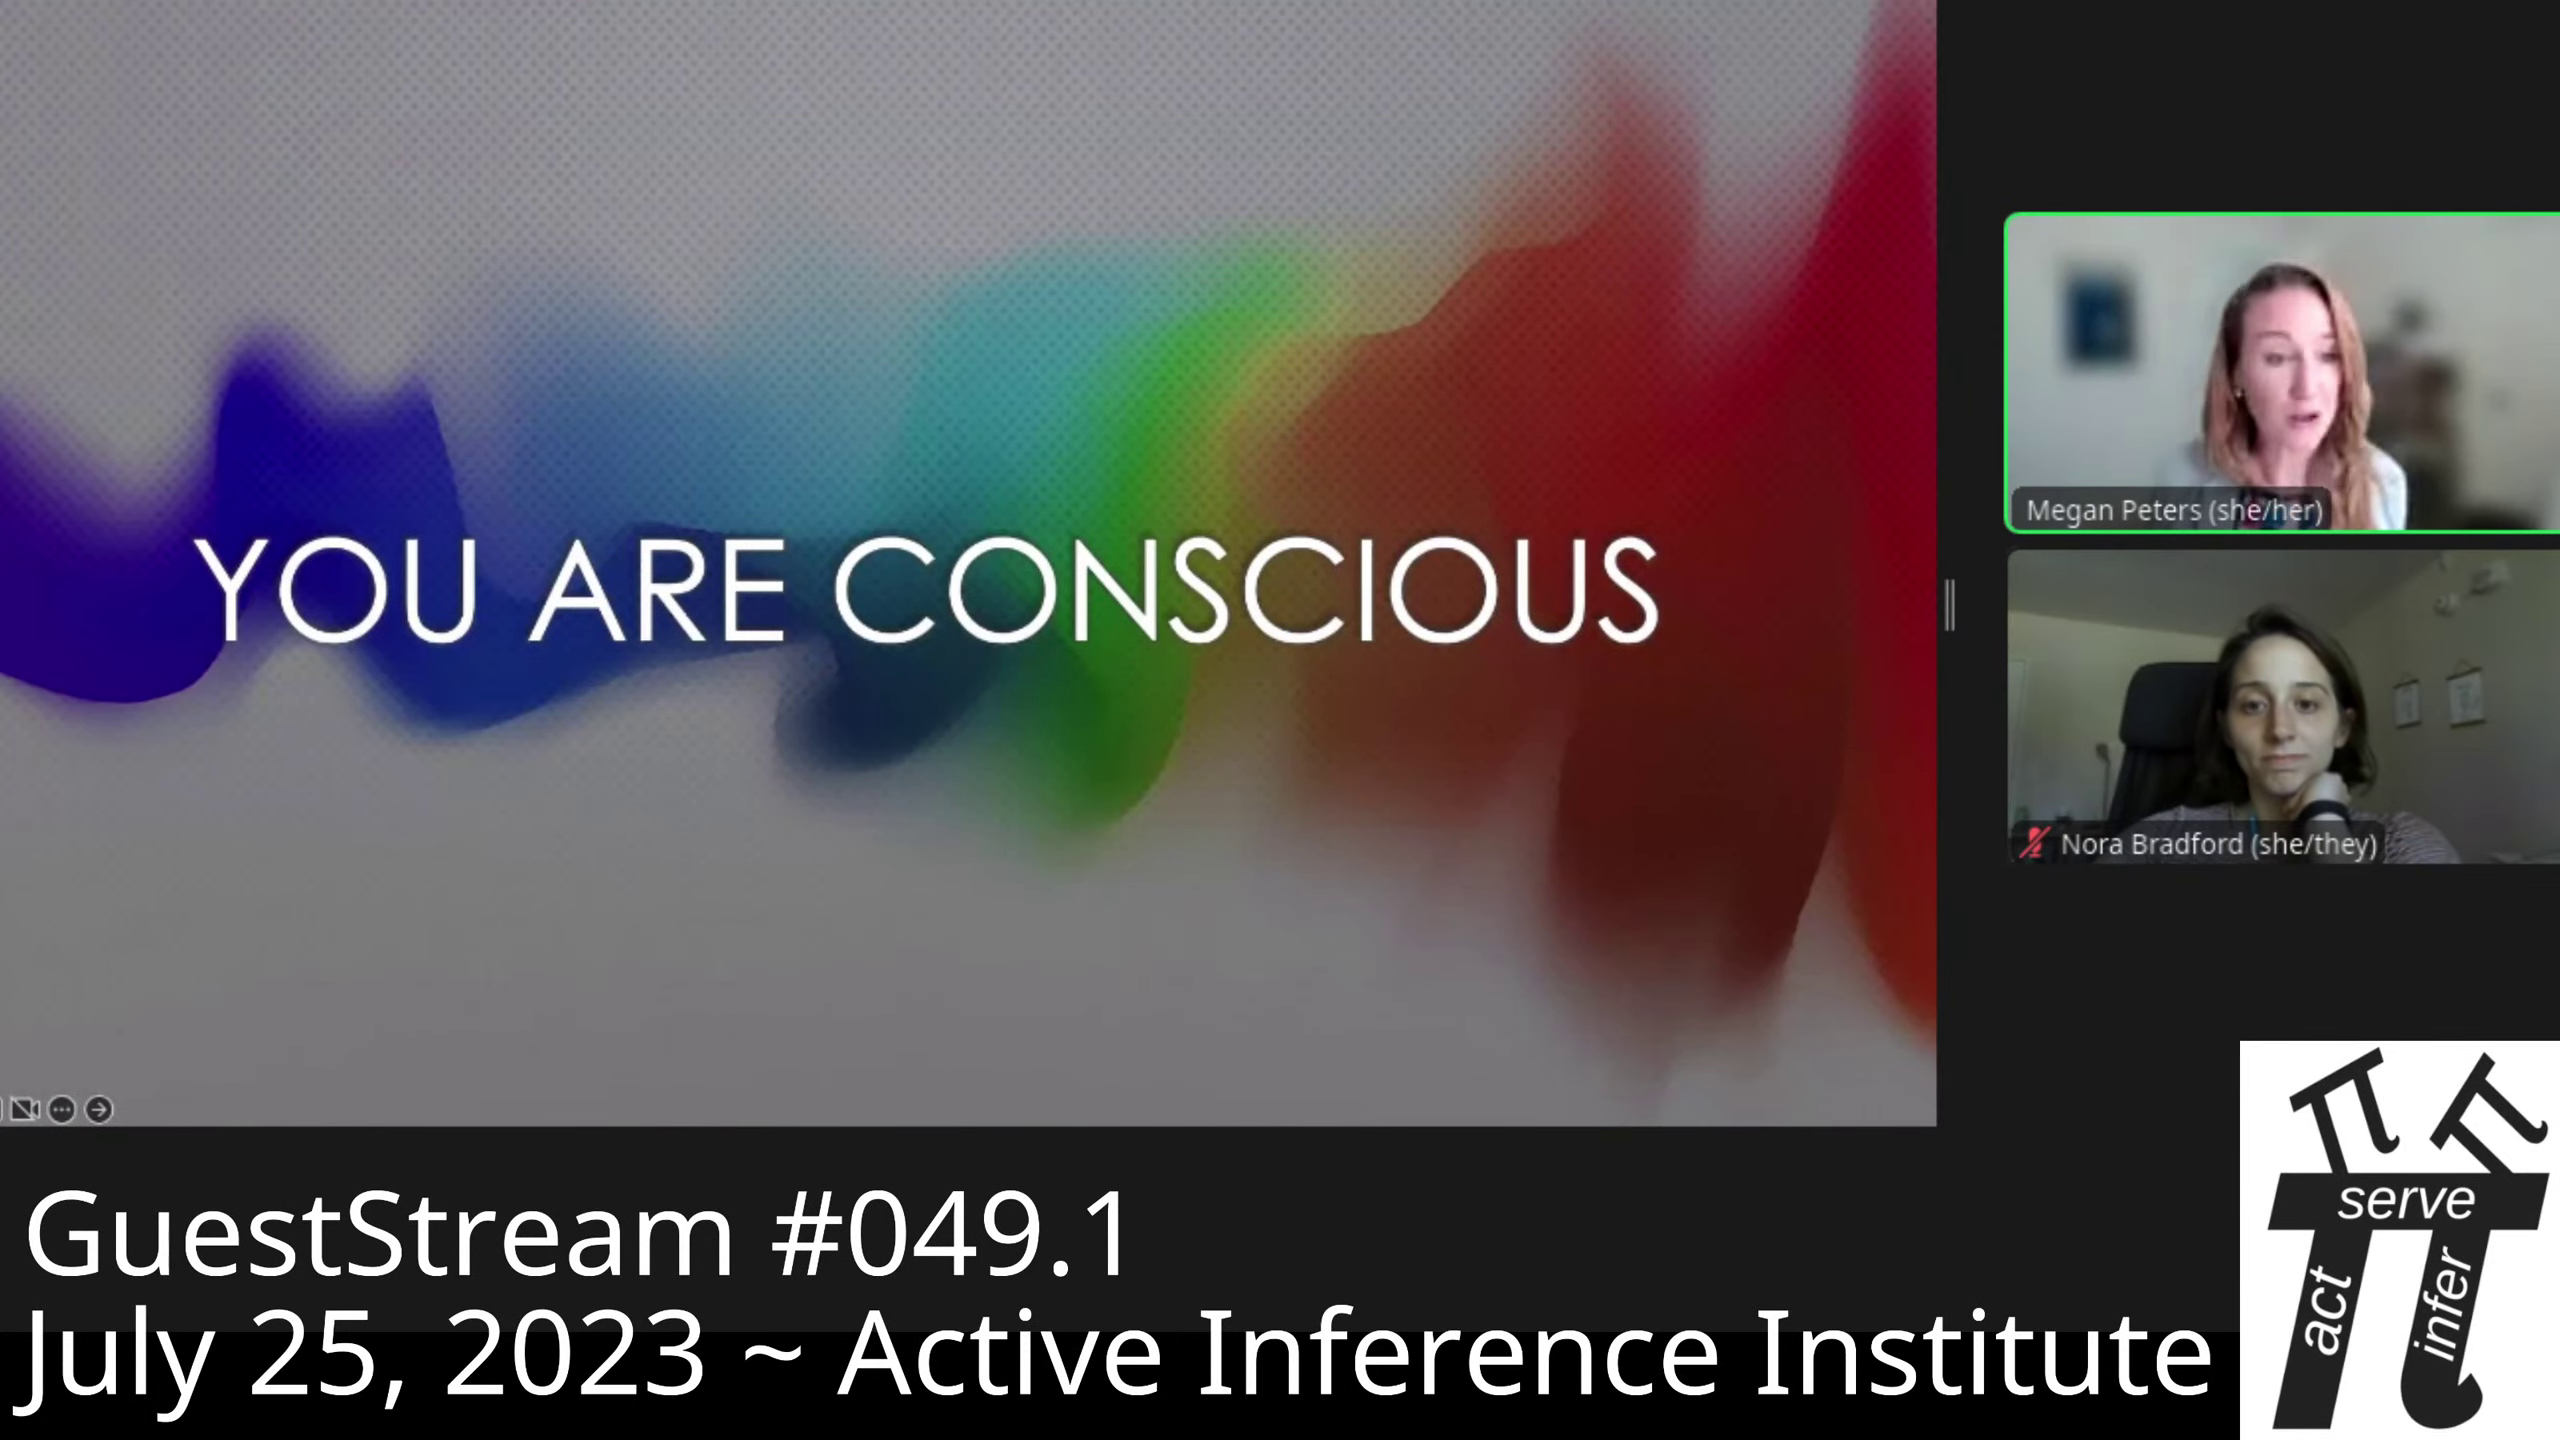 YOU ARE CONSCIOUS
Megan Peters (she/her)
Nora Bradford (she/they)
GuestStream #049.1
July 25, 2023 ~ Active Inference Institute
serve
act
infer